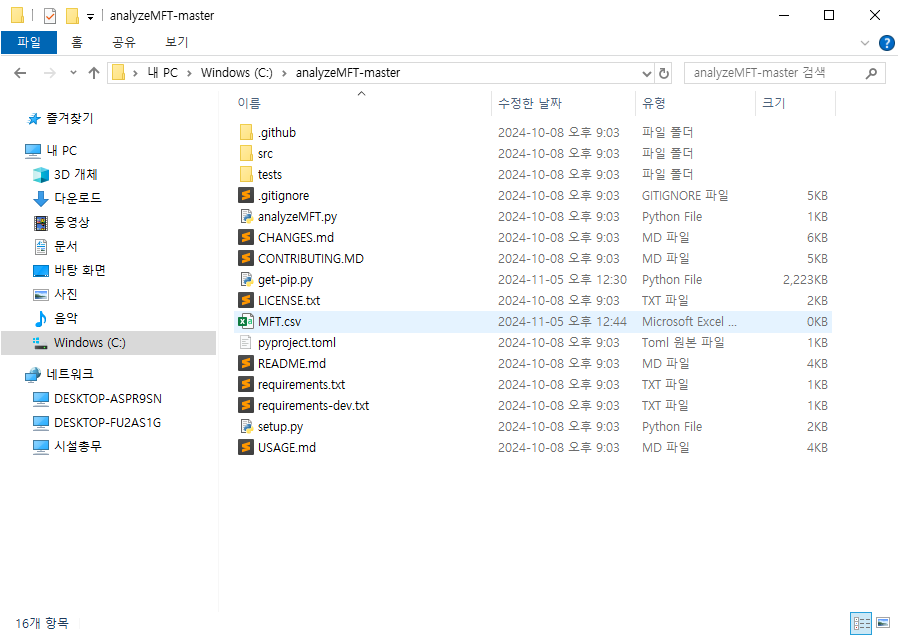 analyzeMFT-master
파일 홈 공유 보기
내 PC > Windows (C:) > analyzeMFT-master
analyzeMFT-master 검색
즐겨찾기
내 PC
3D 개체
다운로드
동영상
문서
바탕 화면
사진
음악
Windows (C:)
네트워크
DESKTOP-ASPR9SN
DESKTOP-FU2AS1G
시설총무
이름 수정한 날짜 유형 크기
.github 2024-10-08 오후 9:03 파일 폴더
src 2024-10-08 오후 9:03 파일 폴더
tests 2024-10-08 오후 9:03 파일 폴더
.gitignore 2024-10-08 오후 9:03 GITIGNORE 파일 5KB
analyzeMFT.py 2024-10-08 오후 9:03 Python File 1KB
CHANGES.md 2024-10-08 오후 9:03 MD 파일 6KB
CONTRIBUTING.MD 2024-10-08 오후 9:03 MD 파일 5KB
get-pip.py 2024-11-05 오후 12:30 Python File 2,223KB
LICENSE.txt 2024-10-08 오후 9:03 TXT 파일 2KB
MFT.csv 2024-11-05 오후 12:44 Microsoft Excel ... 0KB
pyproject.toml 2024-10-08 오후 9:03 Toml 원본 파일 1KB
README.md 2024-10-08 오후 9:03 MD 파일 4KB
requirements.txt 2024-10-08 오후 9:03 TXT 파일 1KB
requirements-dev.txt 2024-10-08 오후 9:03 TXT 파일 1KB
setup.py 2024-10-08 오후 9:03 Python File 2KB
USAGE.md 2024-10-08 오후 9:03 MD 파일 4KB
16개 항목